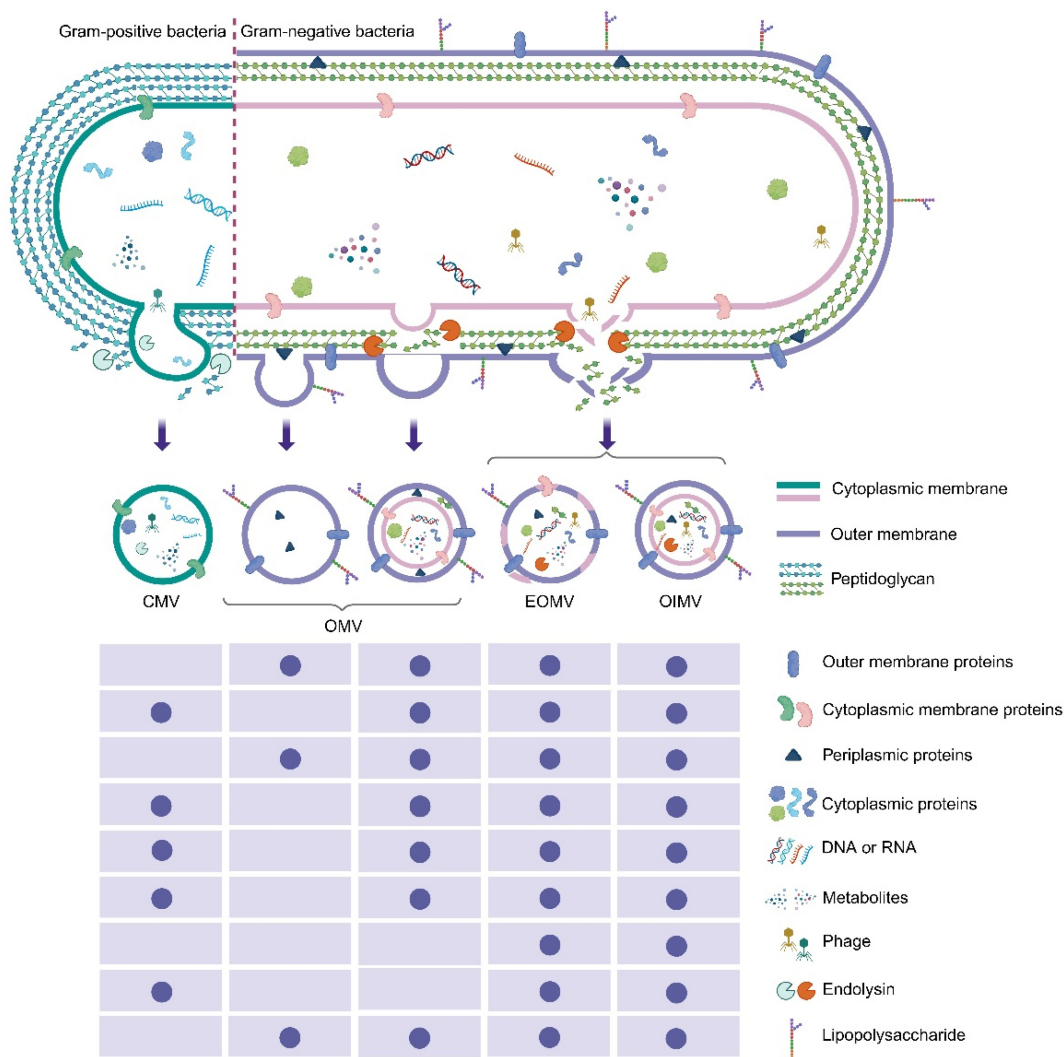 Gram-positive bacteria
Gram-negative bacteria
Cytoplasmic membrane
Outer membrane
Peptidoglycan
CMV
EOMV
OIMV
OMV
Outer membrane proteins
Cytoplasmic membrane proteins
Periplasmic proteins
Cytoplasmic proteins
DNA or RNA
Metabolites
Phage
Endolysin
Lipopolysaccharide